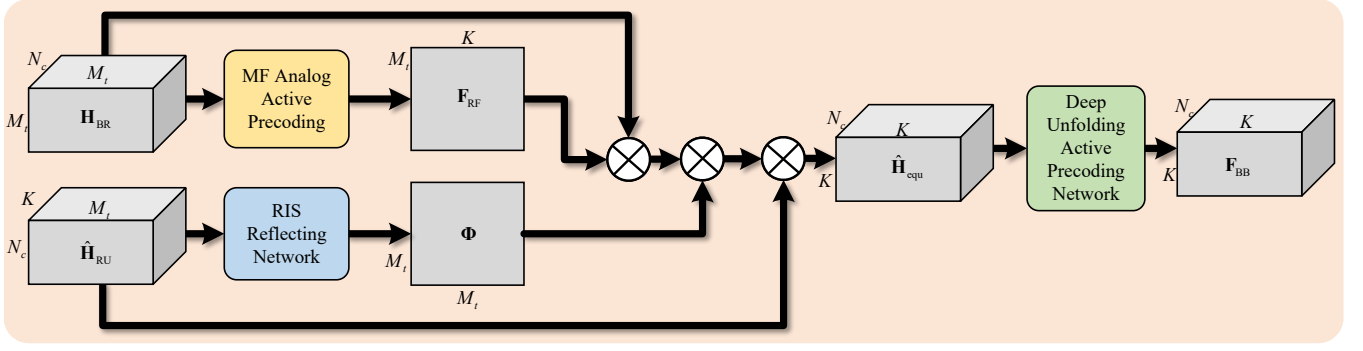 N_c
M_t
M_t
H_BR
MF Analog
Active
Precoding
K
M_t
F_RF
K
M_t
N_c
Ĥ_RU
RIS
Reflecting
Network
Φ
M_t
M_t
N_c
K
K
Ĥ_equ
Deep
Unfolding
Active
Precoding
Network
N_c
K
K
F_BB